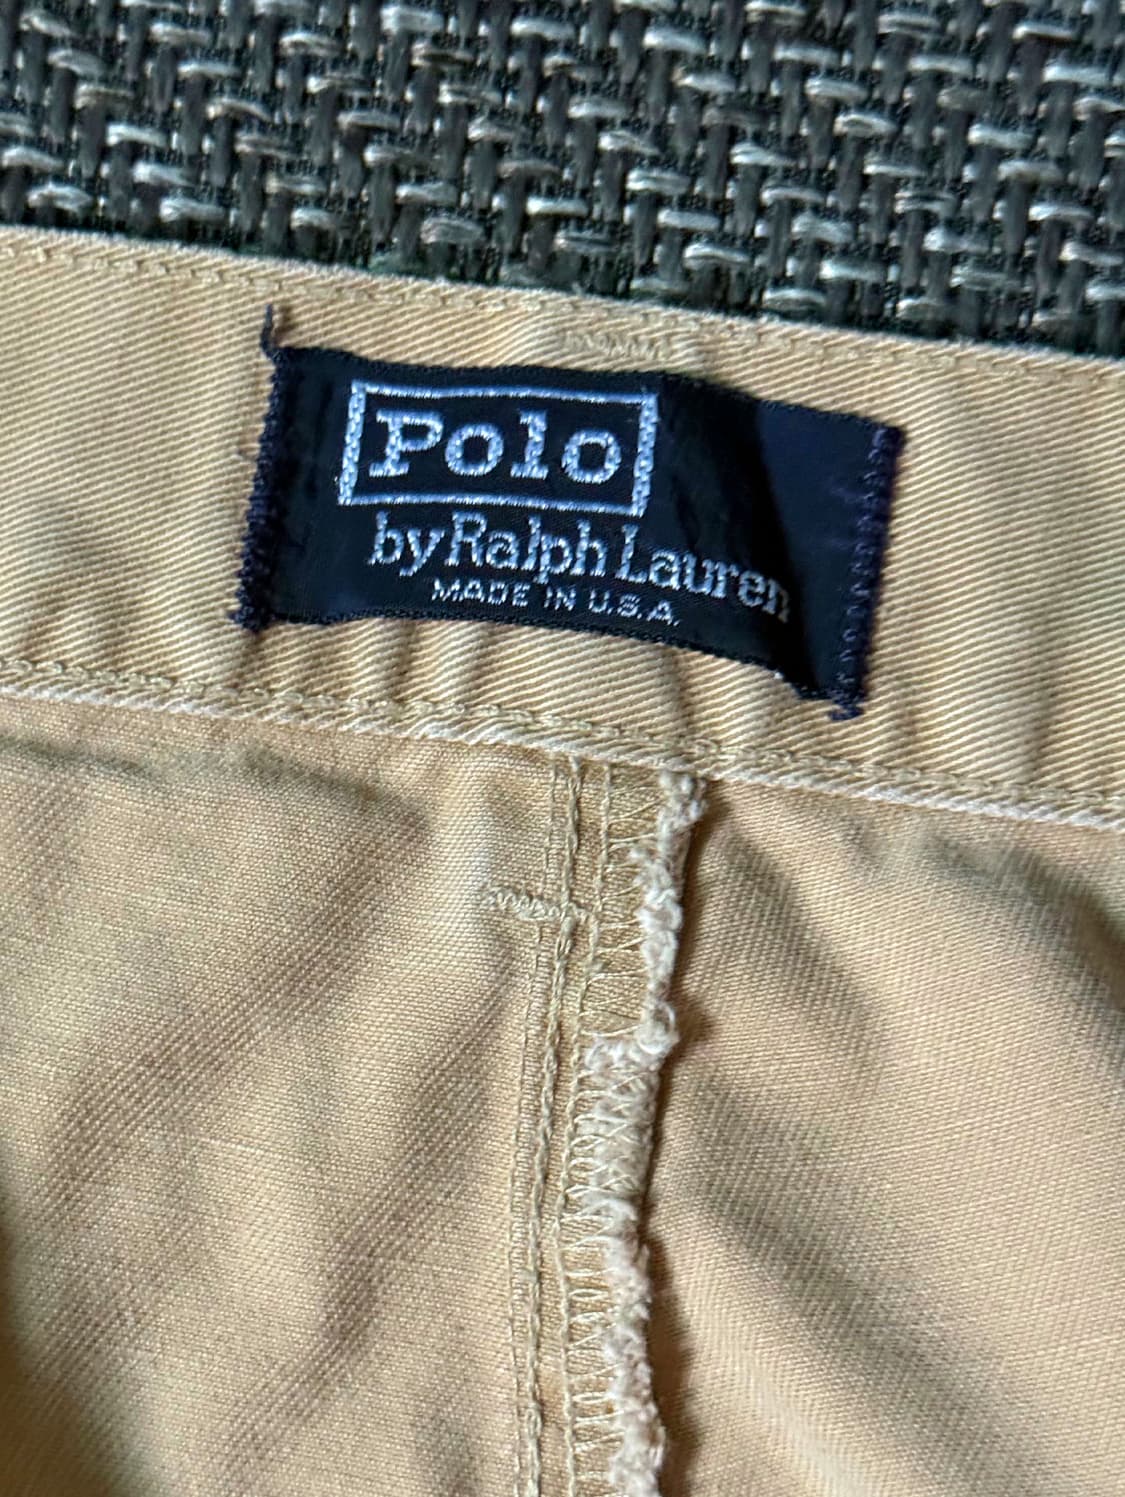 Polo
by Ralph Lauren
MADE IN U.S.A.